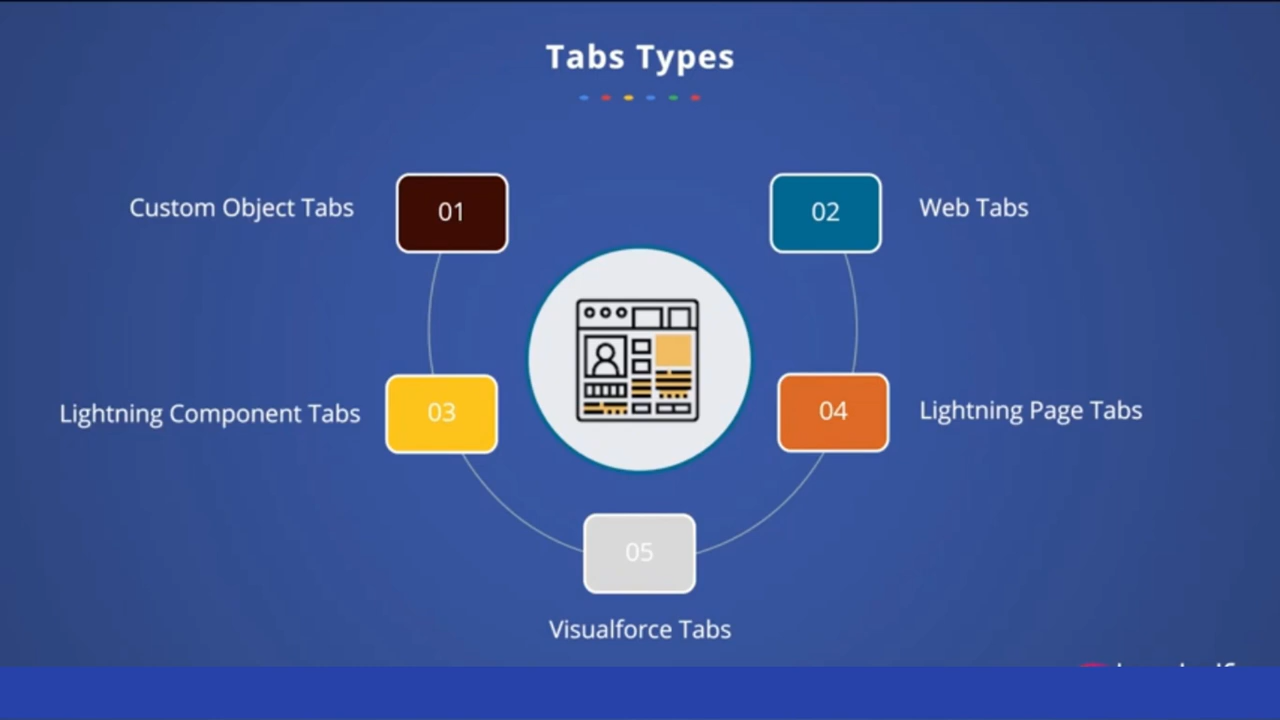 Tabs Types
Custom Object Tabs
01
02
Web Tabs
Lightning Component Tabs
03
04
Lightning Page Tabs
05
Visualforce Tabs